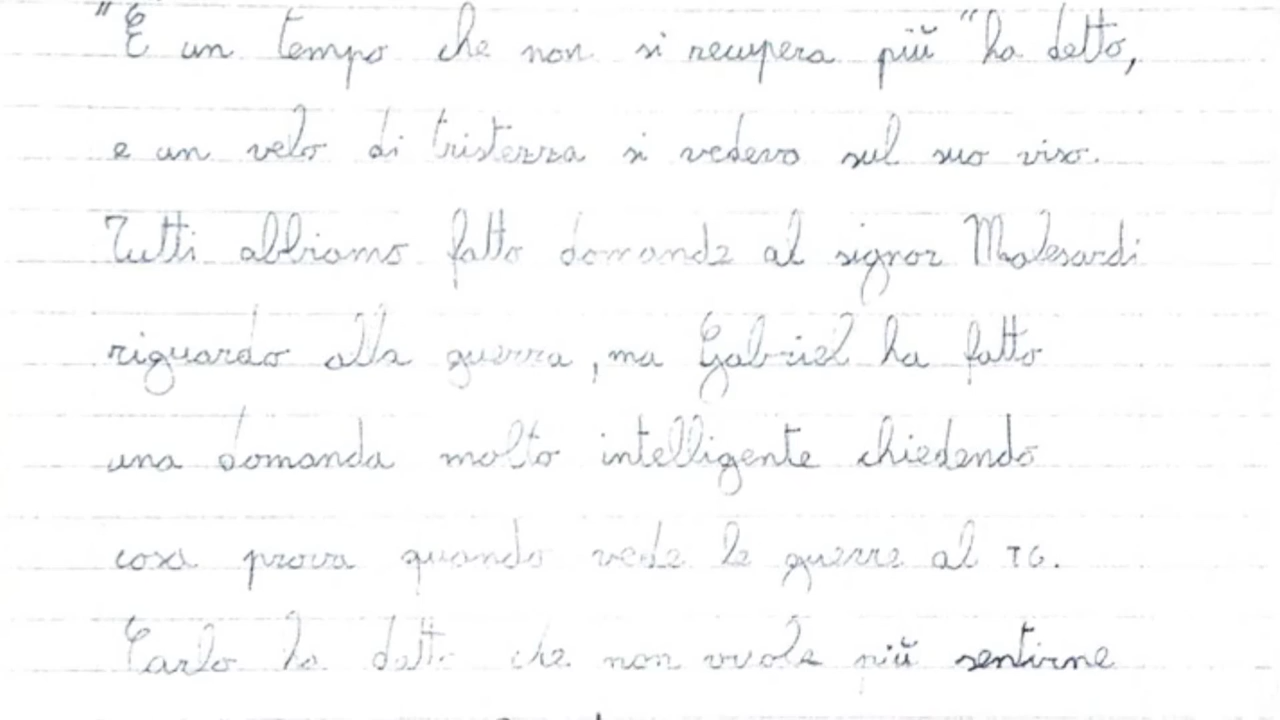 "È un tempo che non si recupera più" ha detto,
e un velo di tristezza si vedeva sul suo viso.
Tutti abbiamo fatto domande al signor Malesardi
riguardo alla guerra, ma Gabriel ha fatto
una domanda molto intelligente chiedendo
cosa prova quando vede le guerre al TG.
Carlo ha detto che non vuole più sentirne